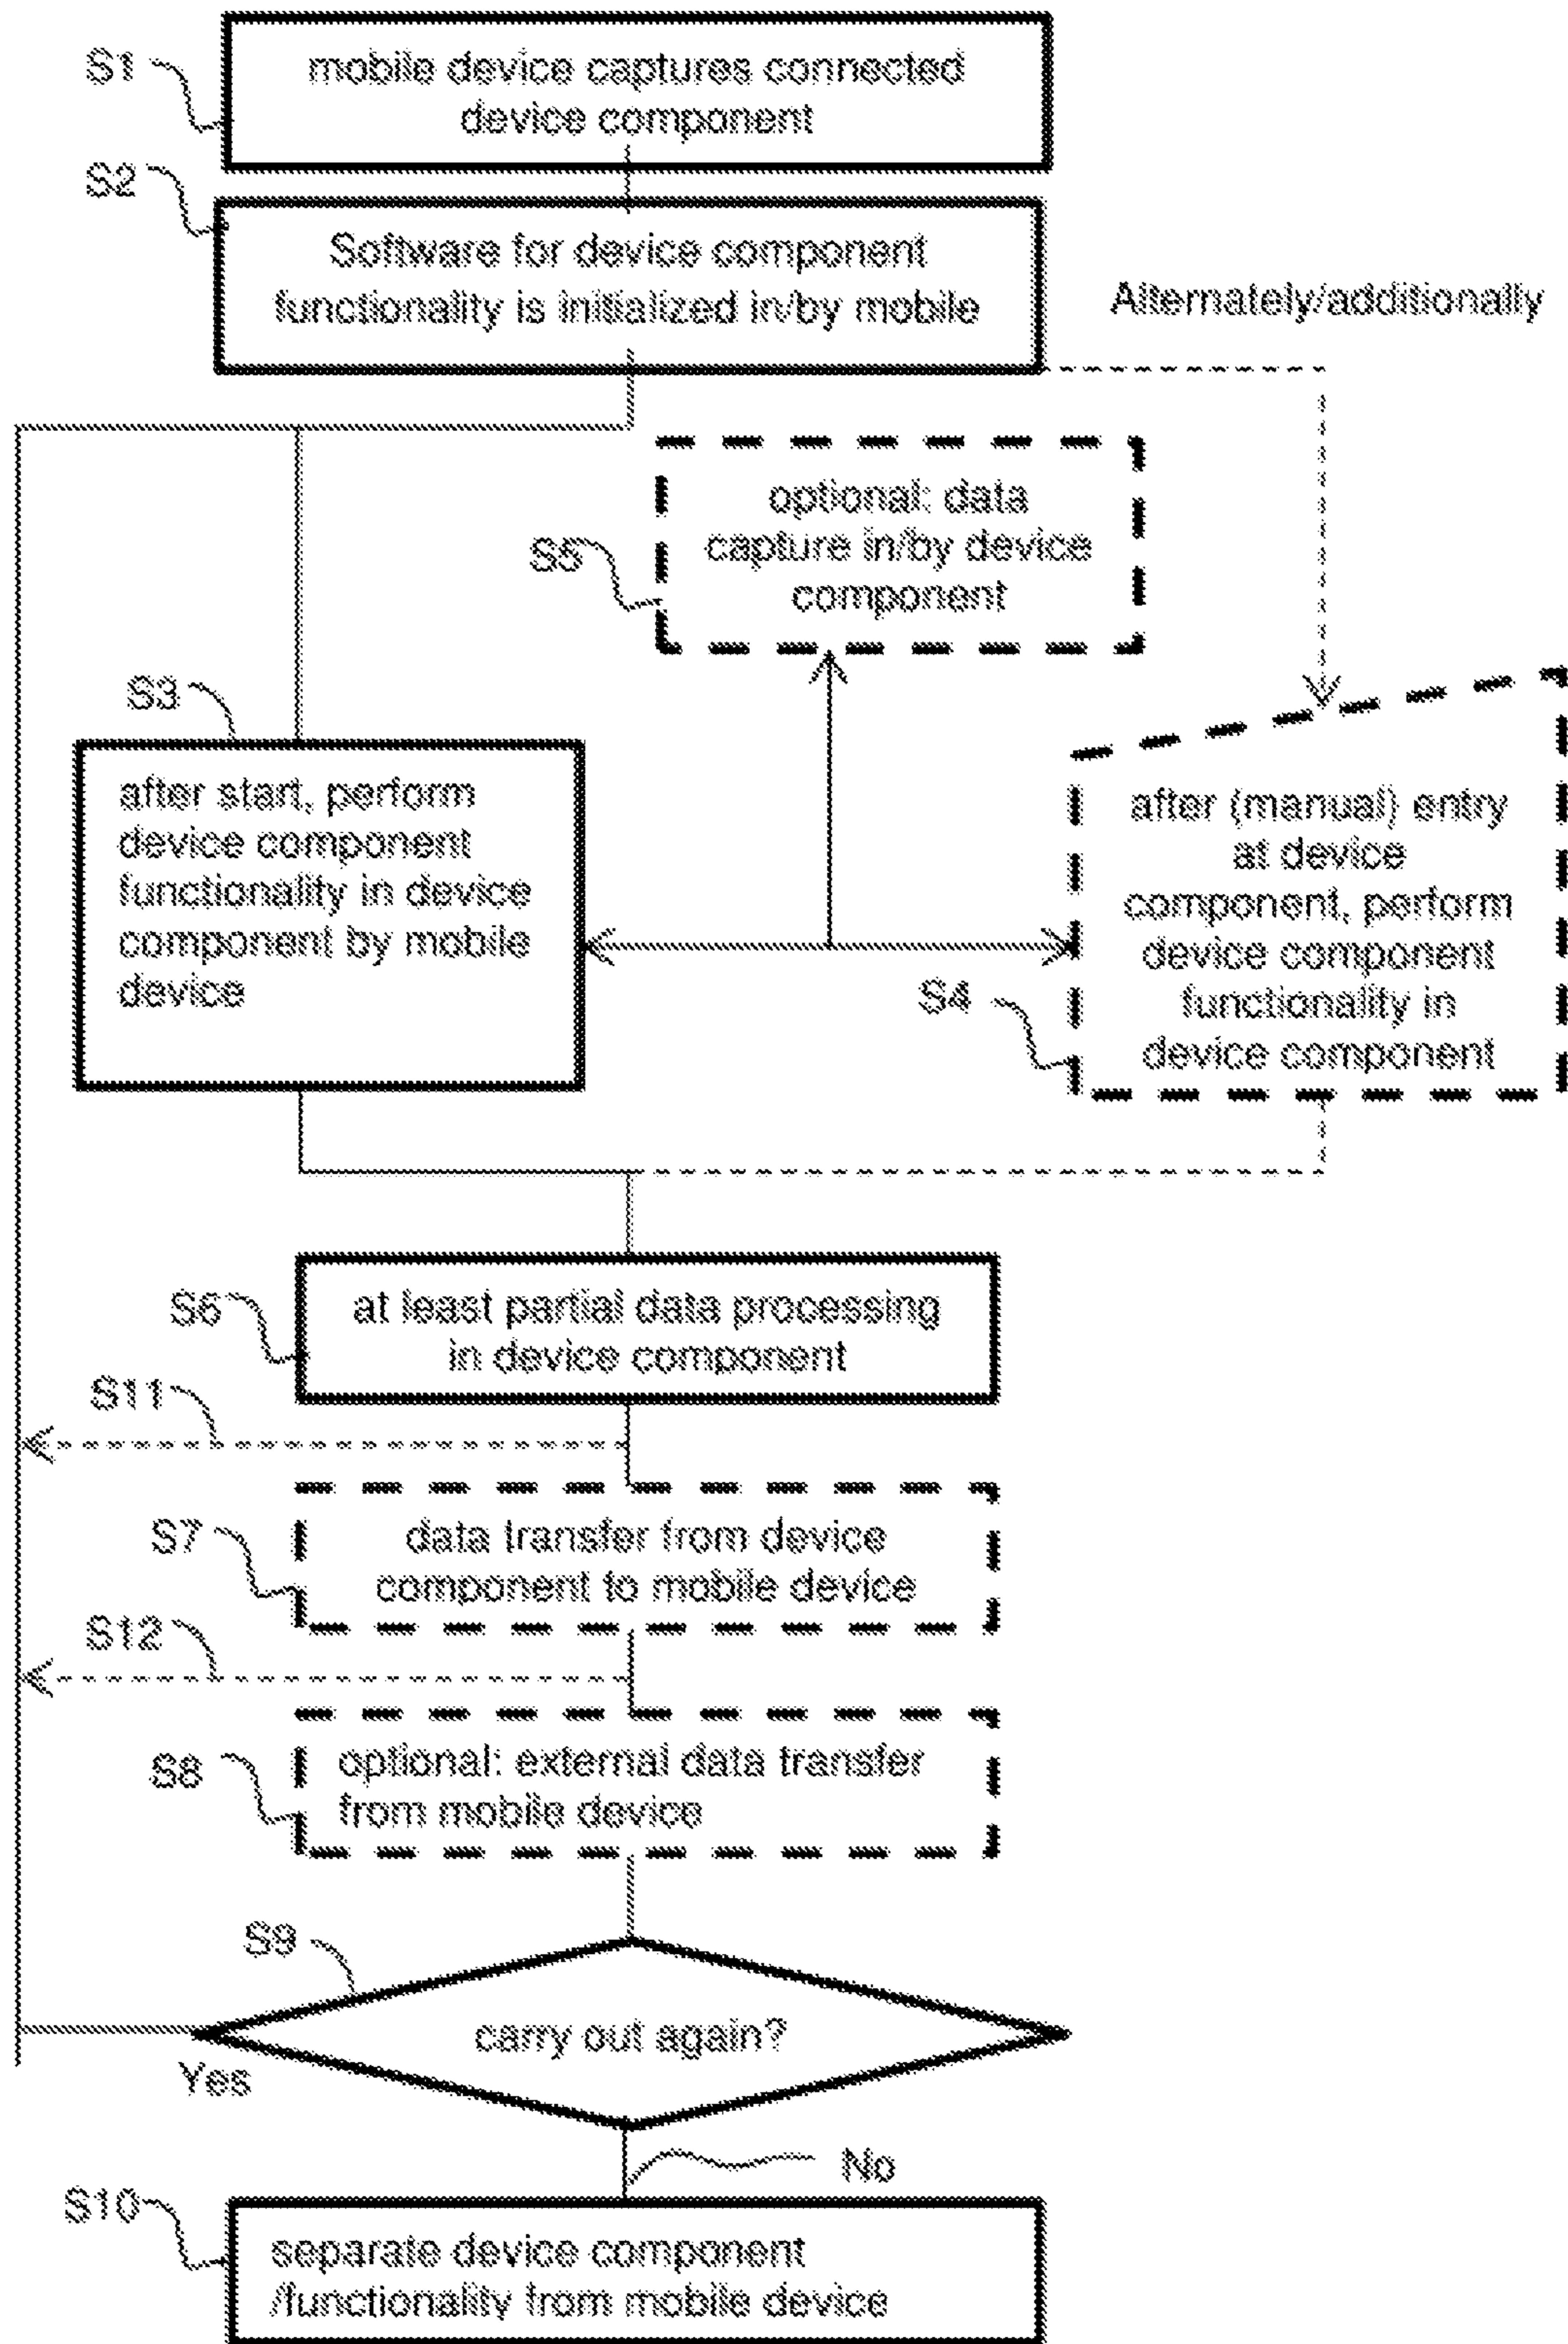 S1
mobile device captures connected
device component
S2
Software for device component
functionality is initialized in/by mobile
Alternately/additionally
optional: data
capture in/by device
component
S5
S3
after start, perform
device component
functionality in device
component by mobile
device
after (manual) entry
at device
component, perform
device component
functionality in
device component
S4
S6
at least partial data processing
in device component
S11
S7
data transfer from device
component to mobile device
S12
S8
optional: external data transfer
from mobile device
S9
carry out again?
Yes
No
S10
separate device component
/functionality from mobile device